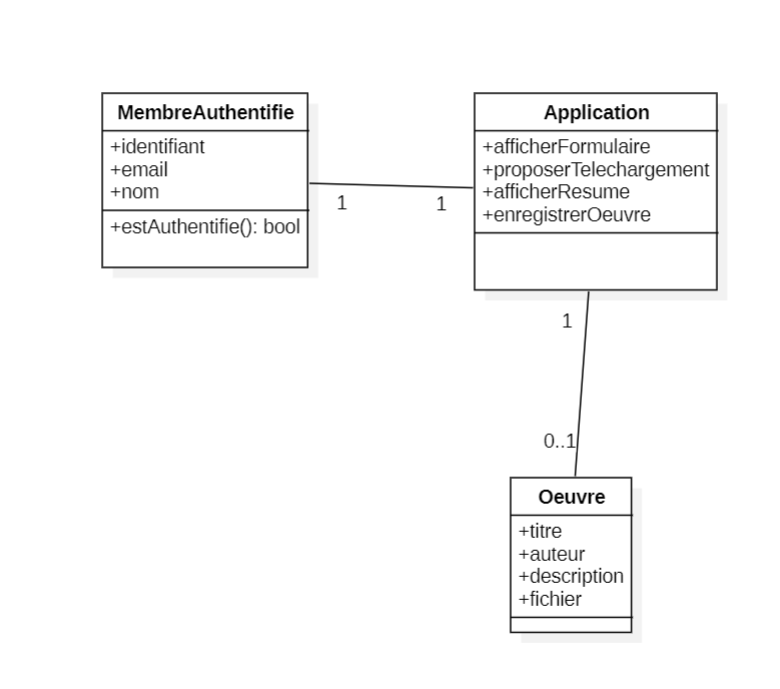 MembreAuthentifie
+identifiant
+email
+nom
+estAuthentifie(): bool
1
1
Application
+afficherFormulaire
+proposerTelechargement
+afficherResume
+enregistrerOeuvre
1
0..1
Oeuvre
+titre
+auteur
+description
+fichier